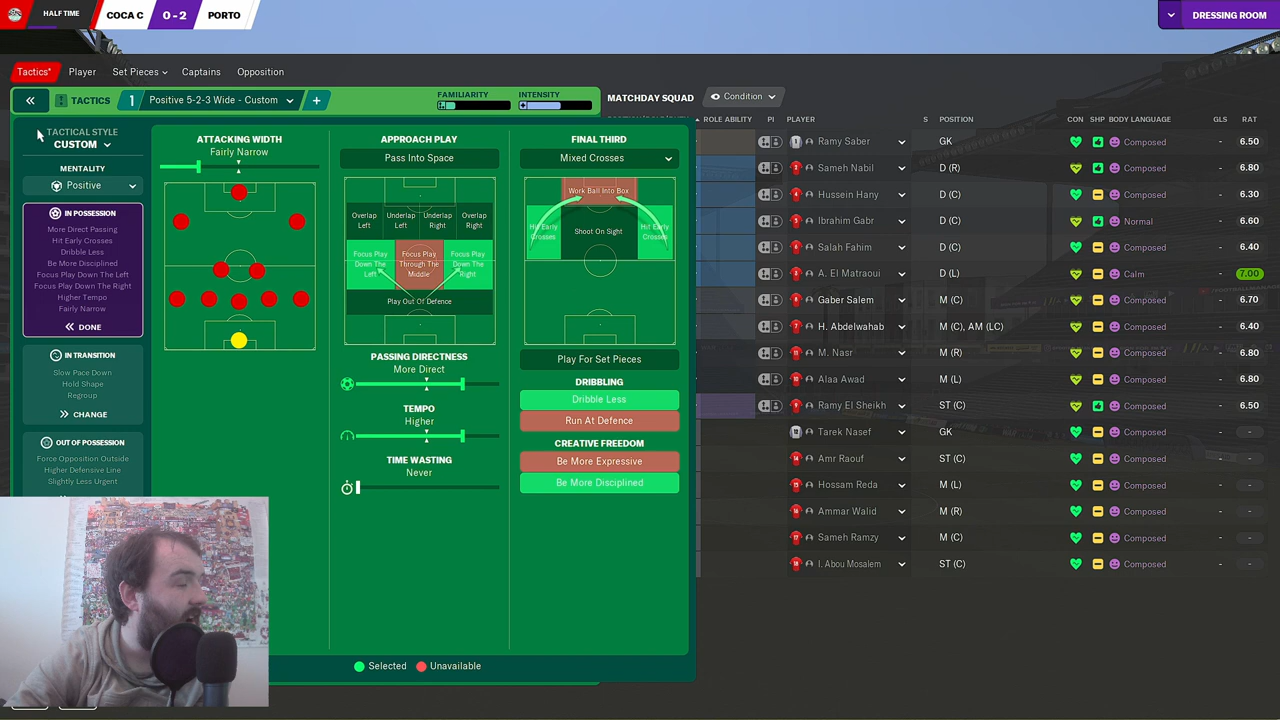 HALF TIME
COCA C 0 - 2 PORTO
DRESSING ROOM
Tactics* Player Set Pieces Captains Opposition
TACTICS 1 Positive 5-2-3 Wide - Custom +
FAMILIARITY
INTENSITY
MATCHDAY SQUAD Condition
TACTICAL STYLE
CUSTOM
MENTALITY
Positive
IN POSSESSION
More Direct Passing
Hit Early Crosses
Dribble Less
Be More Disciplined
Focus Play Down The Left
Focus Play Down The Right
Higher Tempo
Fairly Narrow
DONE
IN TRANSITION
Slow Pace Down
Hold Shape
Regroup
CHANGE
OUT OF POSSESSION
Force Opposition Outside
Higher Defensive Line
Slightly Less Urgent
ATTACKING WIDTH
Fairly Narrow
APPROACH PLAY
Pass Into Space
Overlap Left
Underlap Left
Underlap Right
Overlap Right
Focus Play Down The Left
Focus Play Through The Middle
Focus Play Down The Right
Play Out Of Defence
PASSING DIRECTNESS
More Direct
TEMPO
Higher
TIME WASTING
Never
FINAL THIRD
Mixed Crosses
Work Ball Into Box
Hit Early Crosses
Shoot On Sight
Hit Early Crosses
Play For Set Pieces
DRIBBLING
Dribble Less
Run At Defence
CREATIVE FREEDOM
Be More Expressive
Be More Disciplined
Selected Unavailable
ROLE ABILITY PI PLAYER S POSITION CON SHP BODY LANGUAGE GLS RAT
Ramy Saber GK Composed - 6.50
Sameh Nabil D (R) Composed - 6.80
Hussein Hany D (C) Composed - 6.30
Ibrahim Gabr D (C) Normal - 6.60
Salah Fahim D (C) Composed - 6.40
A. El Matraoui D (L) Calm - 7.00
Gaber Salem M (C) Composed - 6.70
H. Abdelwahab M (C), AM (LC) Composed - 6.40
M. Nasr M (R) Composed - 6.80
Alaa Awad M (L) Composed - 6.80
Ramy El Sheikh ST (C) Composed - 6.50
Tarek Nasef GK Composed - -
Amr Raouf ST (C) Composed - -
Hossam Reda M (L) Composed - -
Ammar Walid M (R) Composed - -
Sameh Ramzy M (C) Composed - -
I. Abou Mosalem ST (C) Composed - -